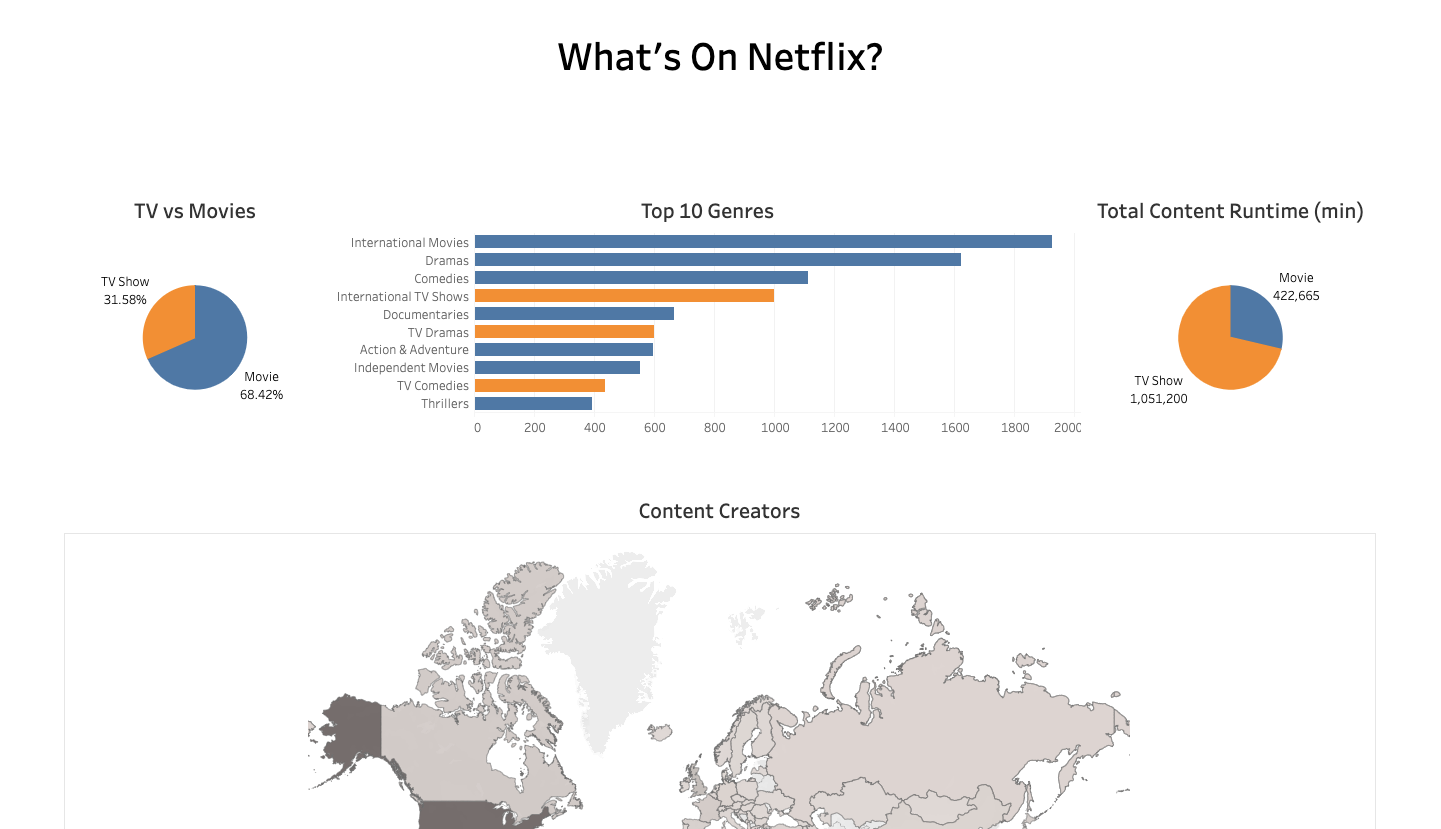 What's On Netflix?
TV vs Movies
TV Show
31.58%
Movie
68.42%
Top 10 Genres
International Movies
Dramas
Comedies
International TV Shows
Documentaries
TV Dramas
Action & Adventure
Independent Movies
TV Comedies
Thrillers
0 200 400 600 800 1000 1200 1400 1600 1800 2000
Total Content Runtime (min)
Movie
422,665
TV Show
1,051,200
Content Creators